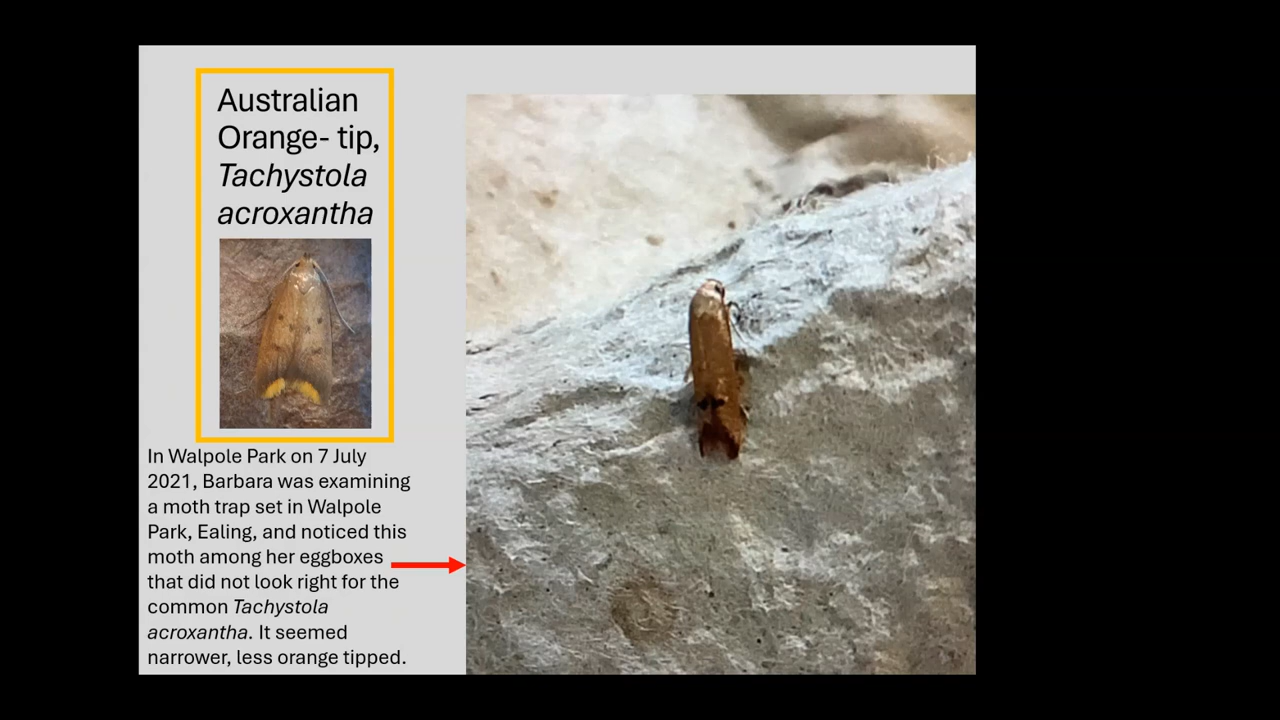 Australian
Orange- tip,
Tachystola
acroxantha
In Walpole Park on 7 July
2021, Barbara was examining
a moth trap set in Walpole
Park, Ealing, and noticed this
moth among her eggboxes
that did not look right for the
common Tachystola
acroxantha. It seemed
narrower, less orange tipped.